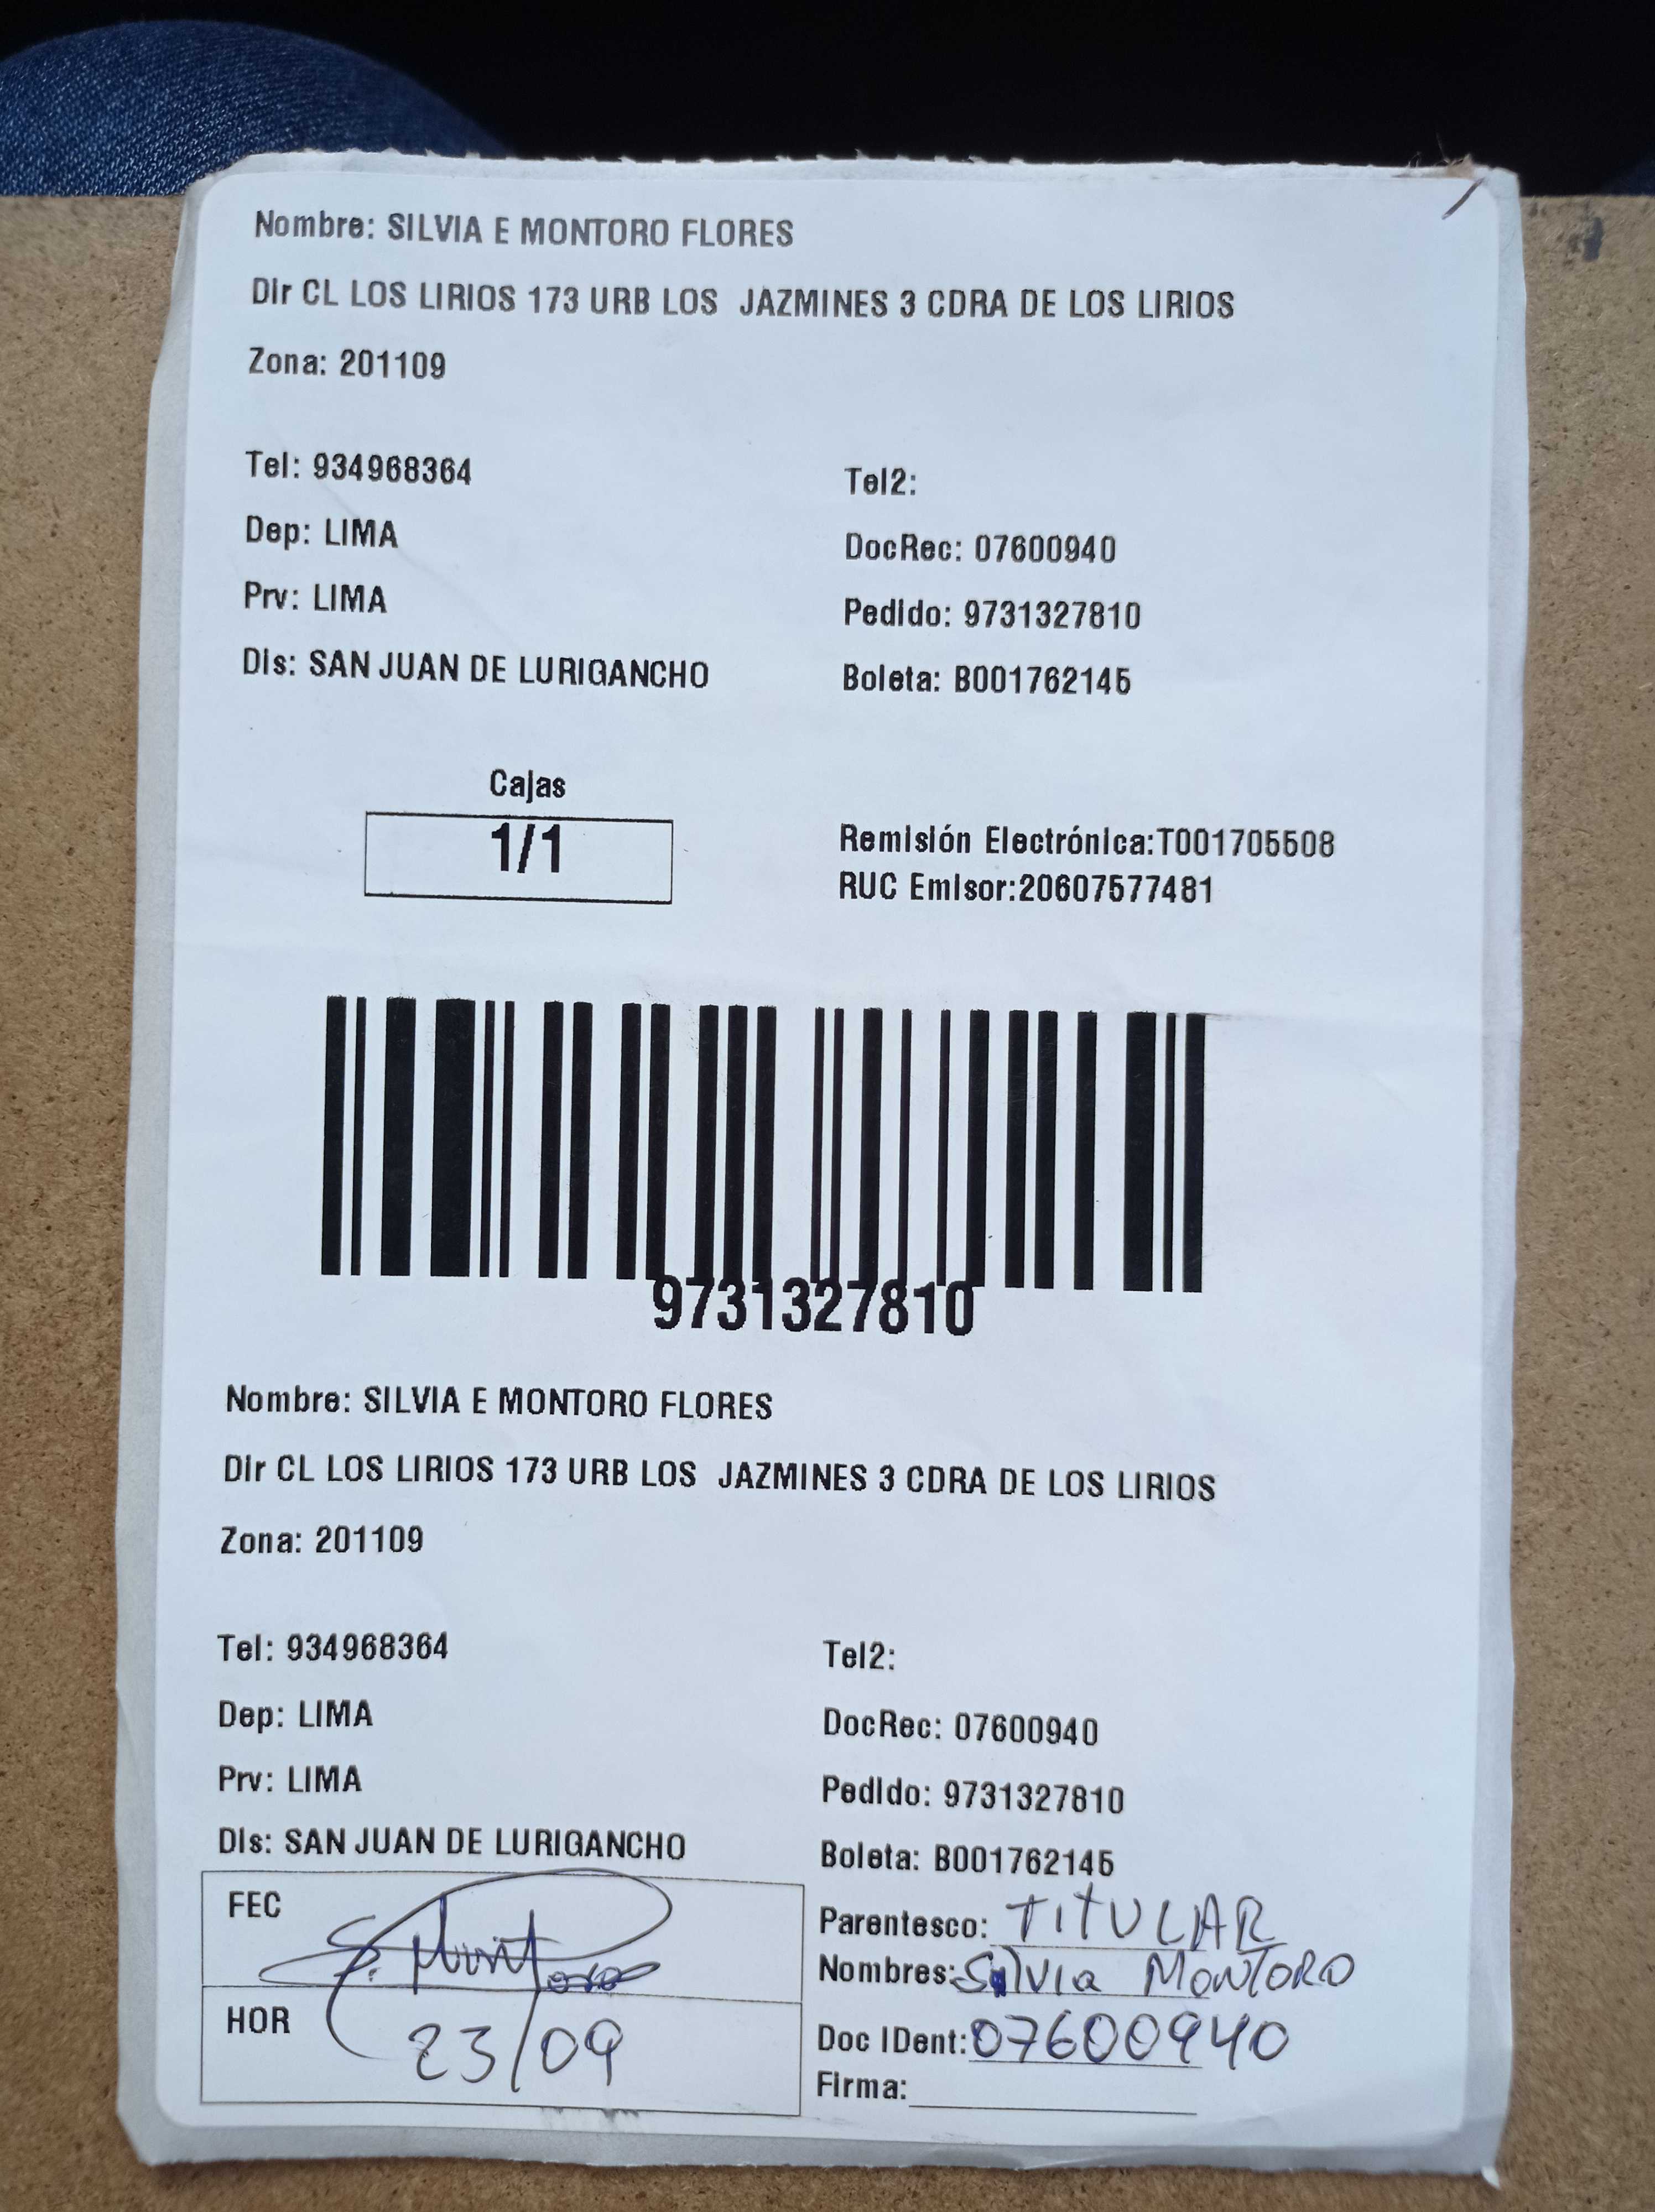 Nombre: SILVIA E MONTORO FLORES
Dir CL LOS LIRIOS 173 URB LOS JAZMINES 3 CDRA DE LOS LIRIOS
Zona: 201109
Tel: 934968364 Tel2:
Dep: LIMA DocRec: 07600940
Prv: LIMA Pedido: 9731327810
Dis: SAN JUAN DE LURIGANCHO Boleta: B001762145
Cajas
1/1
Remisión Electrónica:T001705508
RUC Emisor:20607577481
9731327810
Nombre: SILVIA E MONTORO FLORES
Dir CL LOS LIRIOS 173 URB LOS JAZMINES 3 CDRA DE LOS LIRIOS
Zona: 201109
Tel: 934968364 Tel2:
Dep: LIMA DocRec: 07600940
Prv: LIMA Pedido: 9731327810
Dis: SAN JUAN DE LURIGANCHO Boleta: B001762145
FEC
HOR 23/09
Parentesco: TITULAR
Nombres: Silvia MONTORO
Doc IDent: 07600940
Firma: